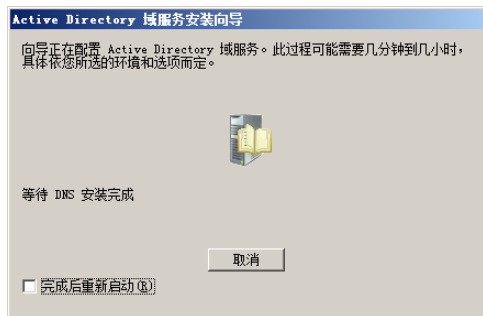 Active Directory 域服务安装向导
向导正在配置 Active Directory 域服务。此过程可能需要几分钟到几小时，
具体依您所选的环境和选项而定。
等待 DNS 安装完成
取消
完成后重新启动(R)